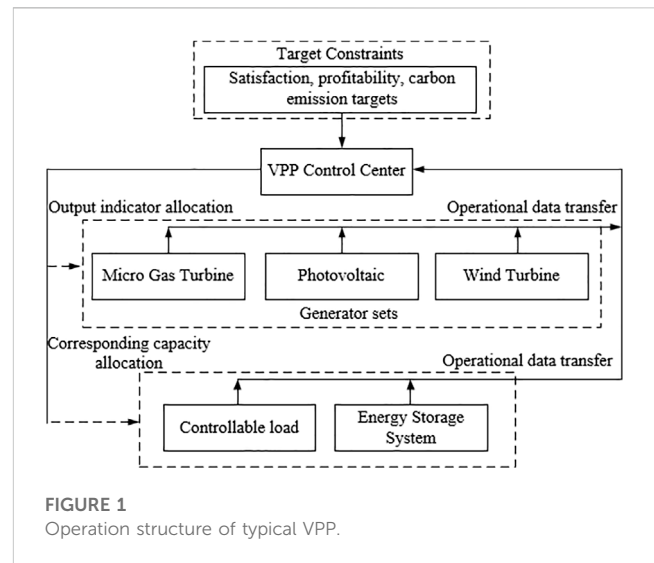 Target Constraints
Satisfaction, profitability, carbon
emission targets
VPP Control Center
Output indicator allocation
Operational data transfer
Micro Gas Turbine
Photovoltaic
Wind Turbine
Generator sets
Corresponding capacity
allocation
Operational data transfer
Controllable load
Energy Storage
System
FIGURE 1
Operation structure of typical VPP.